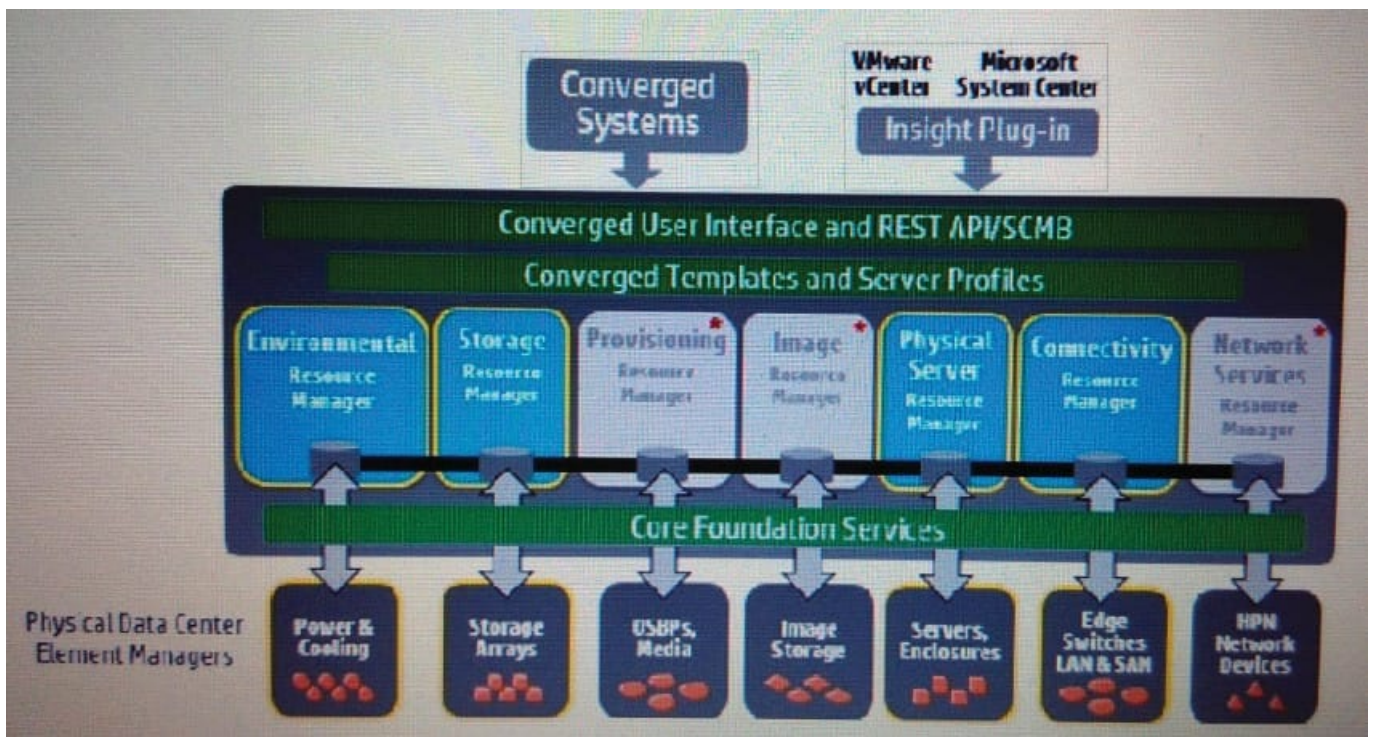 Converged
Systems
VMware
vCenter
Microsoft
System Center
Insight Plug-in
Converged User Interface and REST API/SCMB
Converged Templates and Server Profiles
Environmental
Resource
Manager
Storage
Resource
Manager
Provisioning
Resource
Manager
Image
Resource
Manager
Physical
Server
Resource
Manager
Connectivity
Resource
Manager
Network
Services
Resource
Manager
Core Foundation Services
Physical Data Center
Element Managers
Power &
Cooling
Storage
Arrays
OSBPs,
Media
Image
Storage
Servers,
Enclosures
Edge
Switches
LAN & SAN
HPN
Network
Devices